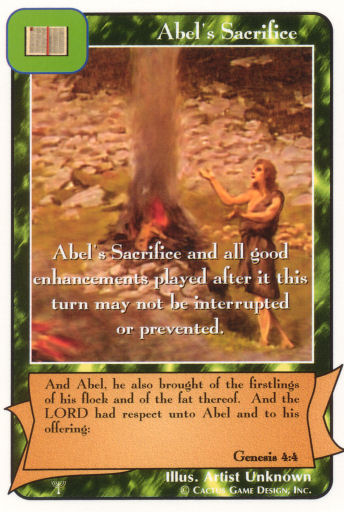 Abel's Sacrifice
Abel's Sacrifice and all good
enhancements played after it this
turn may not be interrupted
or prevented.
And Abel, he also brought of the firstlings
of his flock and of the fat thereof.  And the
LORD had respect unto Abel and to his
offering:
Genesis 4:4
Illus. Artist Unknown
© Cactus Game Design, Inc.